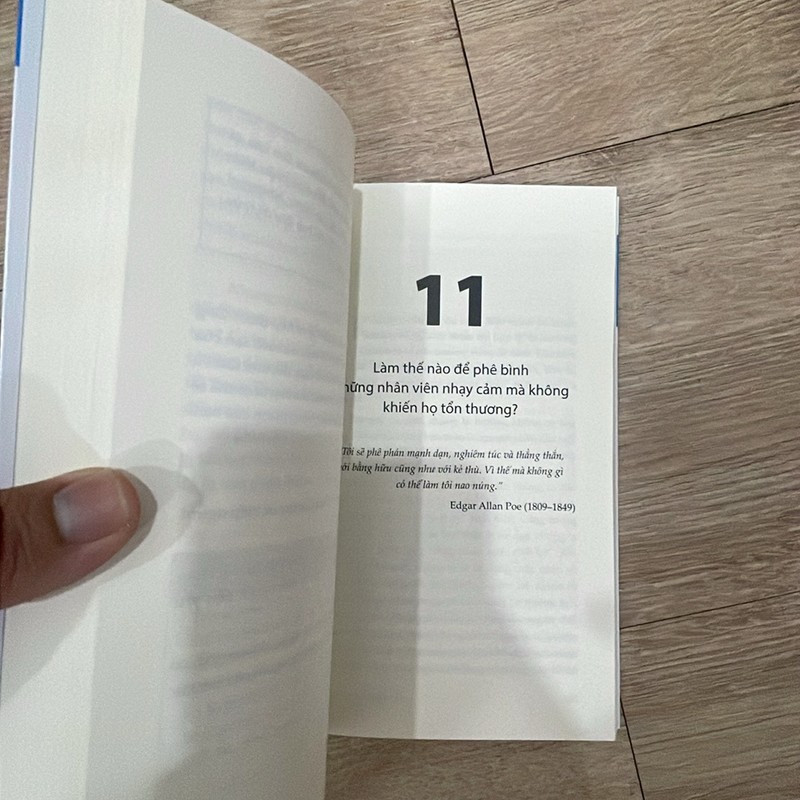 11
Làm thế nào để phê bình
hững nhân viên nhạy cảm mà không
khiến họ tổn thương?
Tôi sẽ phê phán mạnh dạn, nghiêm túc và thẳng thắn,
ới bằng hữu cũng như với kẻ thù. Vì thế mà không gì
có thể làm tôi nao núng."
Edgar Allan Poe (1809–1849)